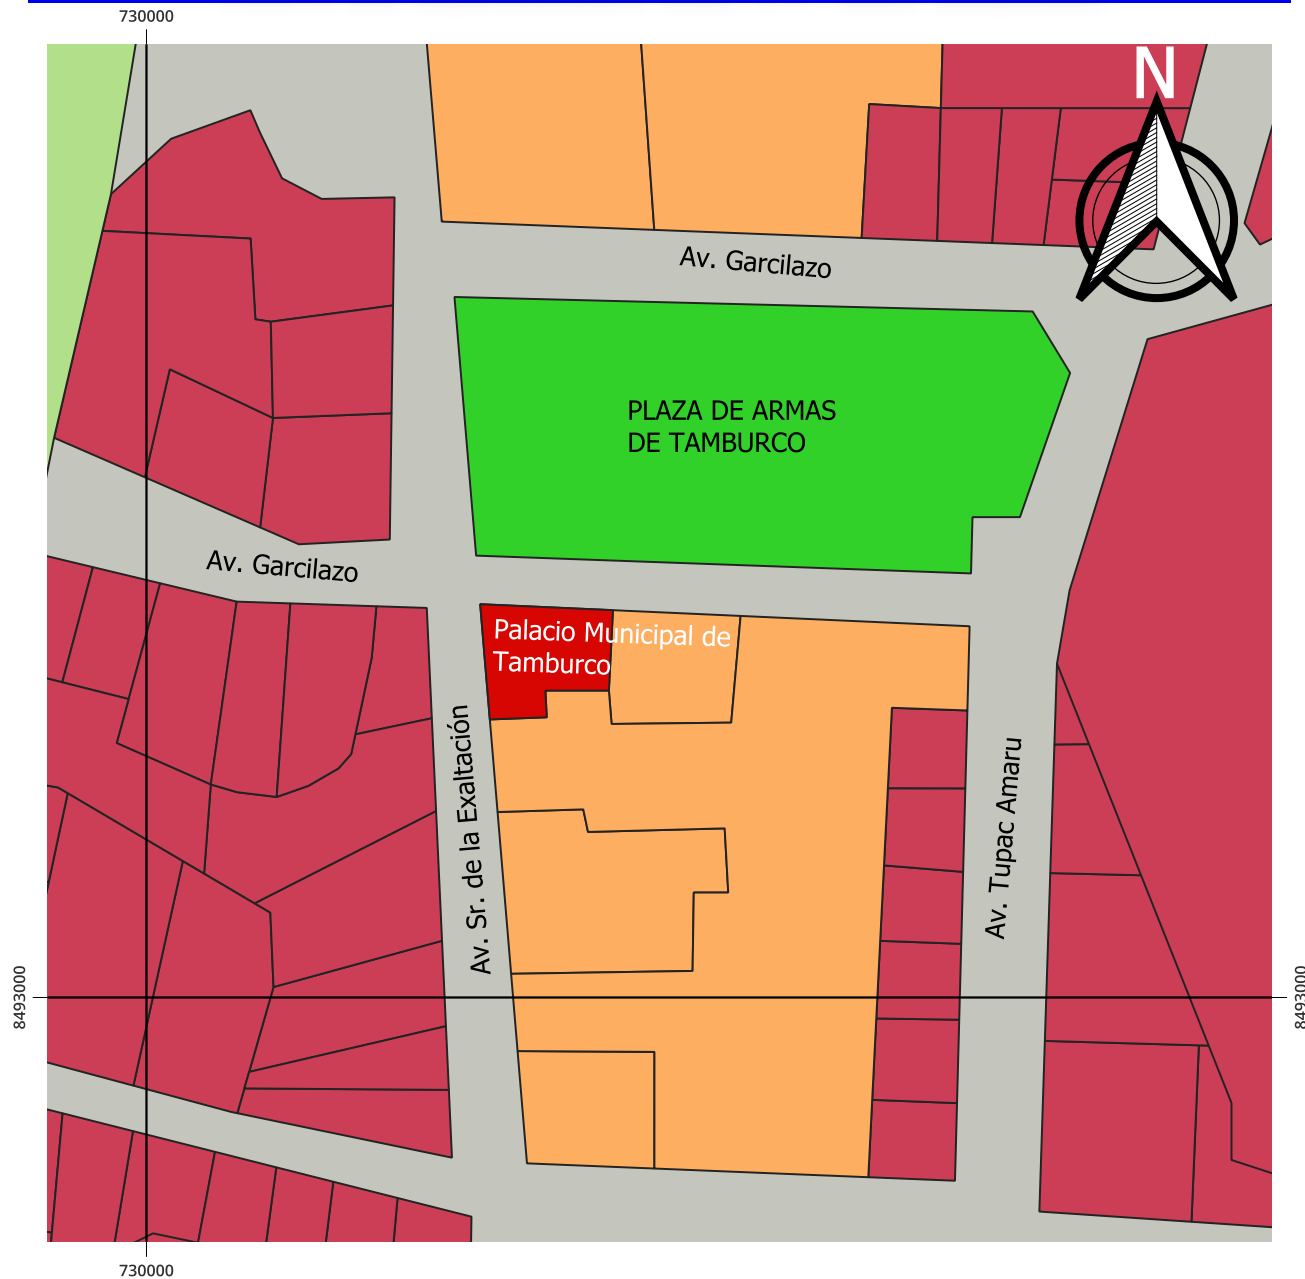 730000
N
Av. Garcilazo
PLAZA DE ARMAS
DE TAMBURCO
Av. Garcilazo
Palacio Municipal de
Tamburco
Av. Sr. de la Exaltación
Av. Tupac Amaru
8493000
8493000
730000